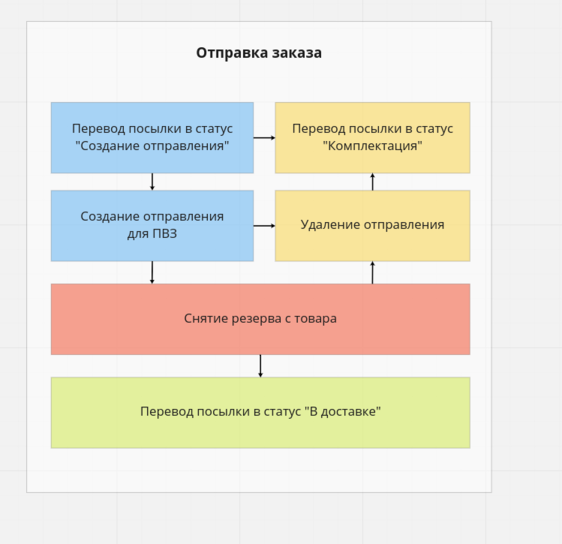 Отправка заказа
Перевод посылки в статус
"Создание отправления"
Перевод посылки в статус
"Комплектация"
Создание отправления
для ПВЗ
Удаление отправления
Снятие резерва с товара
Перевод посылки в статус "В доставке"